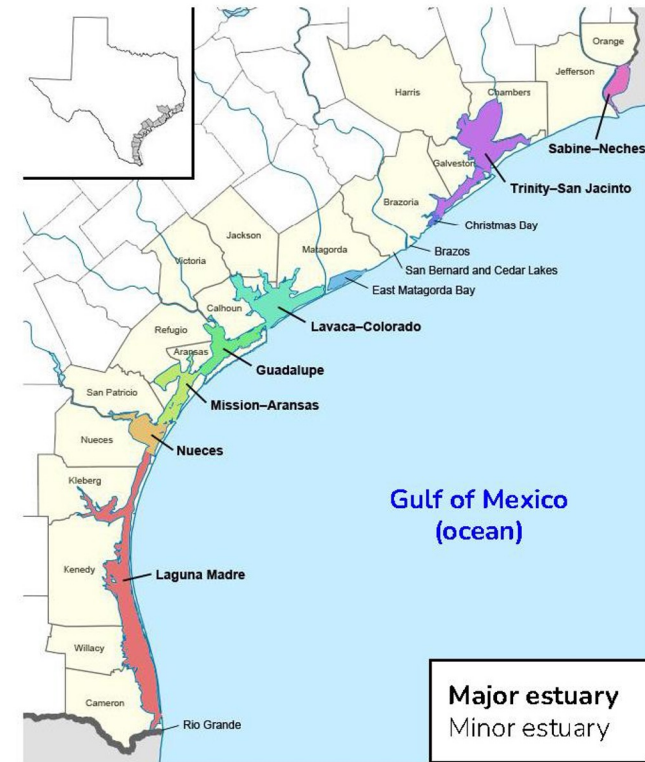 Orange
Jefferson
Harris
Chambers
Sabine–Neches
Galveston
Trinity–San Jacinto
Brazoria
Christmas Day
Jackson
Matagorda
Brazos
Victoria
San Bernard and Cedar Lakes
East Matagorda Bay
Calhoun
Lavaca–Colorado
Refugio
Aransas
Guadalupe
San Patricio
Mission–Aransas
Nueces
Nueces
Kleberg
Gulf of Mexico
(ocean)
Kenedy
Laguna Madre
Willacy
Major estuary
Cameron
Rio Grande
Minor estuary